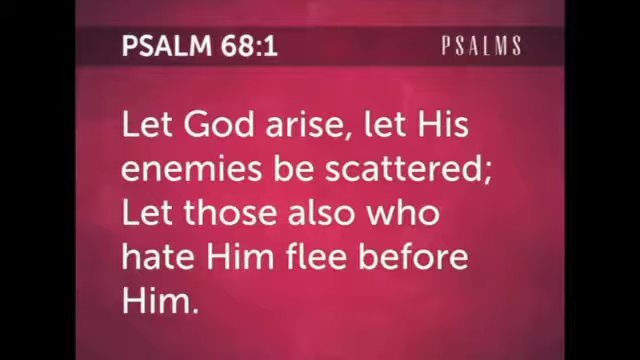 PSALM 68:1 PSALMS
Let God arise, let His
enemies be scattered;
Let those also who
hate Him flee before
Him.